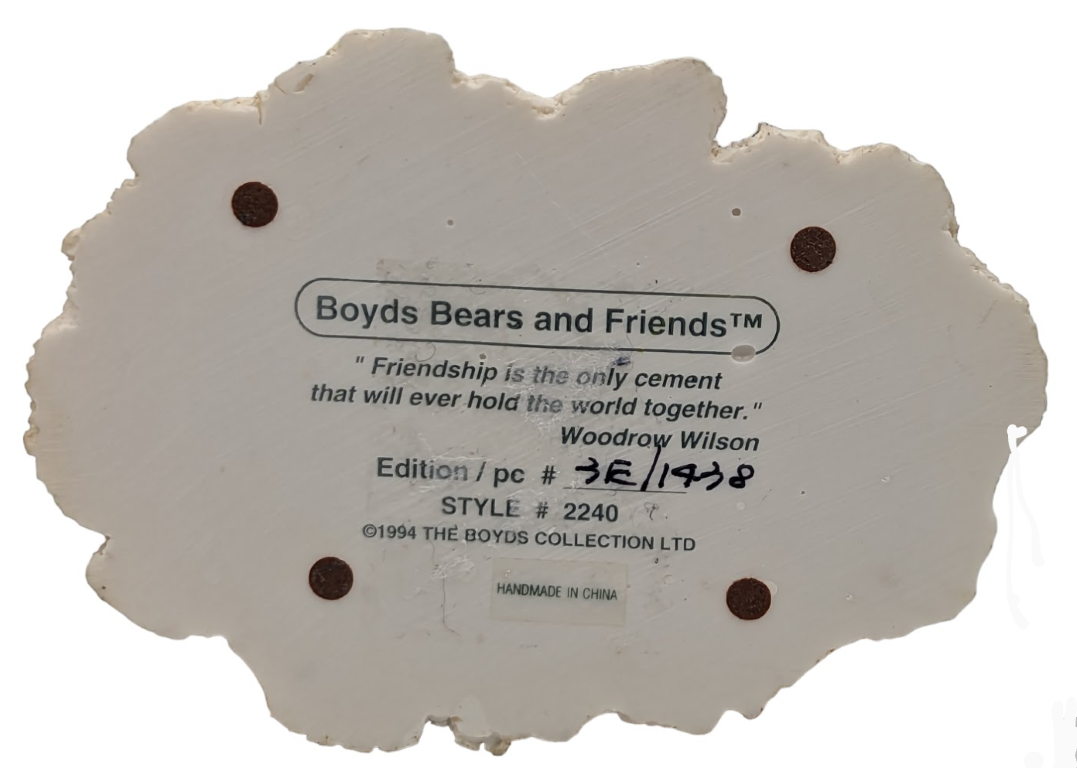 Boyds Bears and Friends™
" Friendship is the only cement
that will ever hold the world together."
Woodrow Wilson
Edition / pc # 3E/1438
STYLE # 2240
©1994 THE BOYDS COLLECTION LTD
HANDMADE IN CHINA